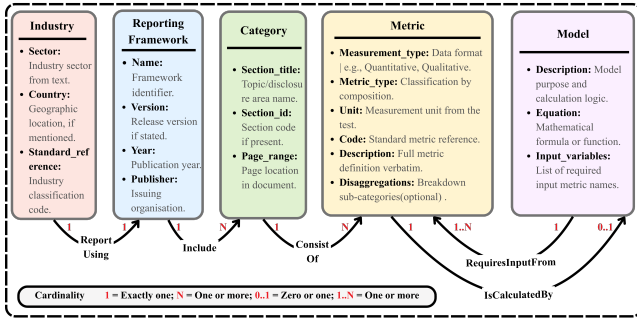 Industry
• Sector:
Industry sector
from text.
• Country:
Geographic
location, if
mentioned.
• Standard_ref
erence:
Industry
classification
code.
Reporting
Framework
• Name:
Framework
identifier.
• Version:
Release version
if stated.
• Year:
Publication year.
• Publisher:
Issuing
organisation.
Category
• Section_title:
Topic/disclosu
re area name.
• Section_id:
Section code
if present.
• Page_range:
Page location
in document.
Metric
• Measurement_type: Data format
| e.g., Quantitative, Qualitative.
• Metric_type: Classification by
composition.
• Unit: Measurement unit from the
test.
• Code: Standard metric reference.
• Description: Full metric
definition verbatim.
• Disaggregations: Breakdown
sub-categories(optional) .
Model
• Description: Model
purpose and
calculation logic.
• Equation:
Mathematical
formula or function.
• Input_variables:
List of required
input metric names.
1 1 1 N 1 N 1 1..N 1 0..1
Report
Using
Include
Consist
Of
RequiresInputFrom
IsCalculatedBy
Cardinality 1 = Exactly one; N = One or more; 0..1 = Zero or one; 1..N = One or more